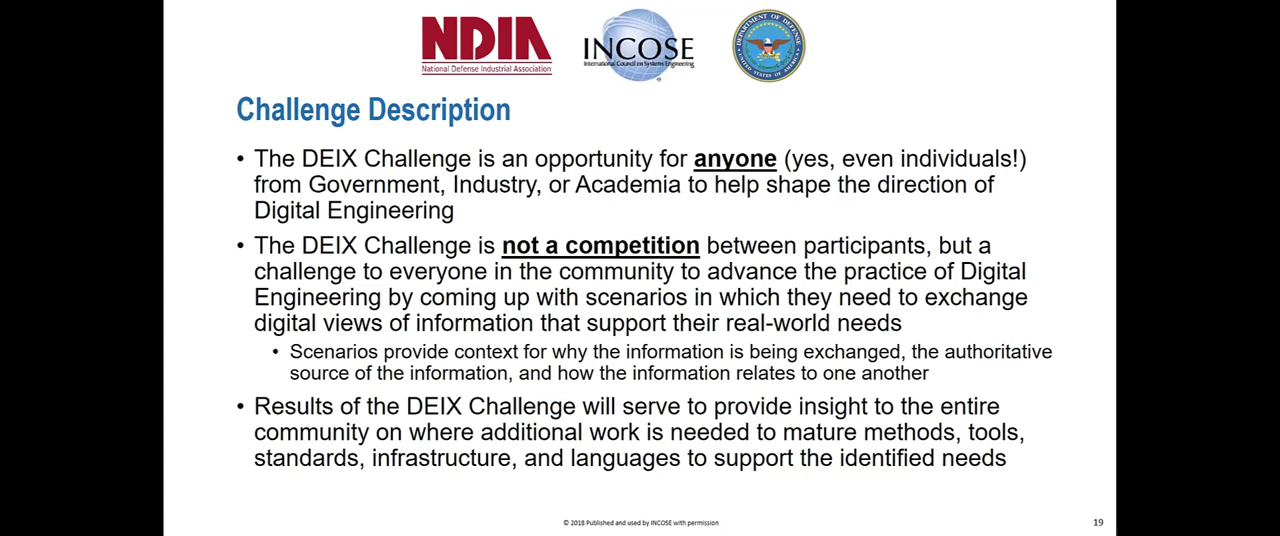 NDIA
National Defense Industrial Association
INCOSE
International Council on Systems Engineering
DEPARTMENT OF DEFENSE
UNITED STATES OF AMERICA
Challenge Description
• The DEIX Challenge is an opportunity for anyone (yes, even individuals!)
from Government, Industry, or Academia to help shape the direction of
Digital Engineering
• The DEIX Challenge is not a competition between participants, but a
challenge to everyone in the community to advance the practice of Digital
Engineering by coming up with scenarios in which they need to exchange
digital views of information that support their real-world needs
• Scenarios provide context for why the information is being exchanged, the authoritative
source of the information, and how the information relates to one another
• Results of the DEIX Challenge will serve to provide insight to the entire
community on where additional work is needed to mature methods, tools,
standards, infrastructure, and languages to support the identified needs
© 2018 Published and used by INCOSE with permission
19